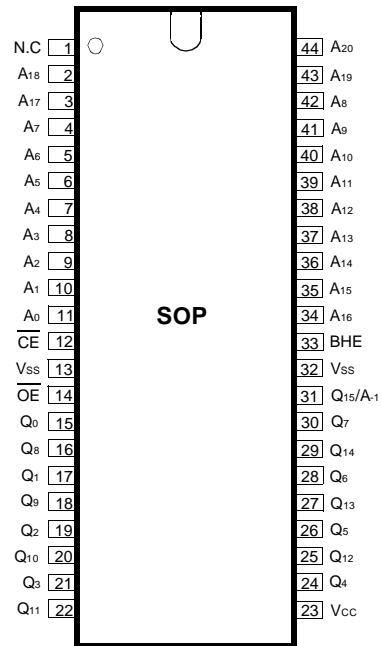 N.C 1 44 A20
A18 2 43 A19
A17 3 42 A8
A7 4 41 A9
A6 5 40 A10
A5 6 39 A11
A4 7 38 A12
A3 8 37 A13
A2 9 36 A14
A1 10 35 A15
A0 11 SOP 34 A16
CE 12 33 BHE
VSS 13 32 VSS
OE 14 31 Q15/A-1
Q0 15 30 Q7
Q8 16 29 Q14
Q1 17 28 Q6
Q9 18 27 Q13
Q2 19 26 Q5
Q10 20 25 Q12
Q3 21 24 Q4
Q11 22 23 VCC